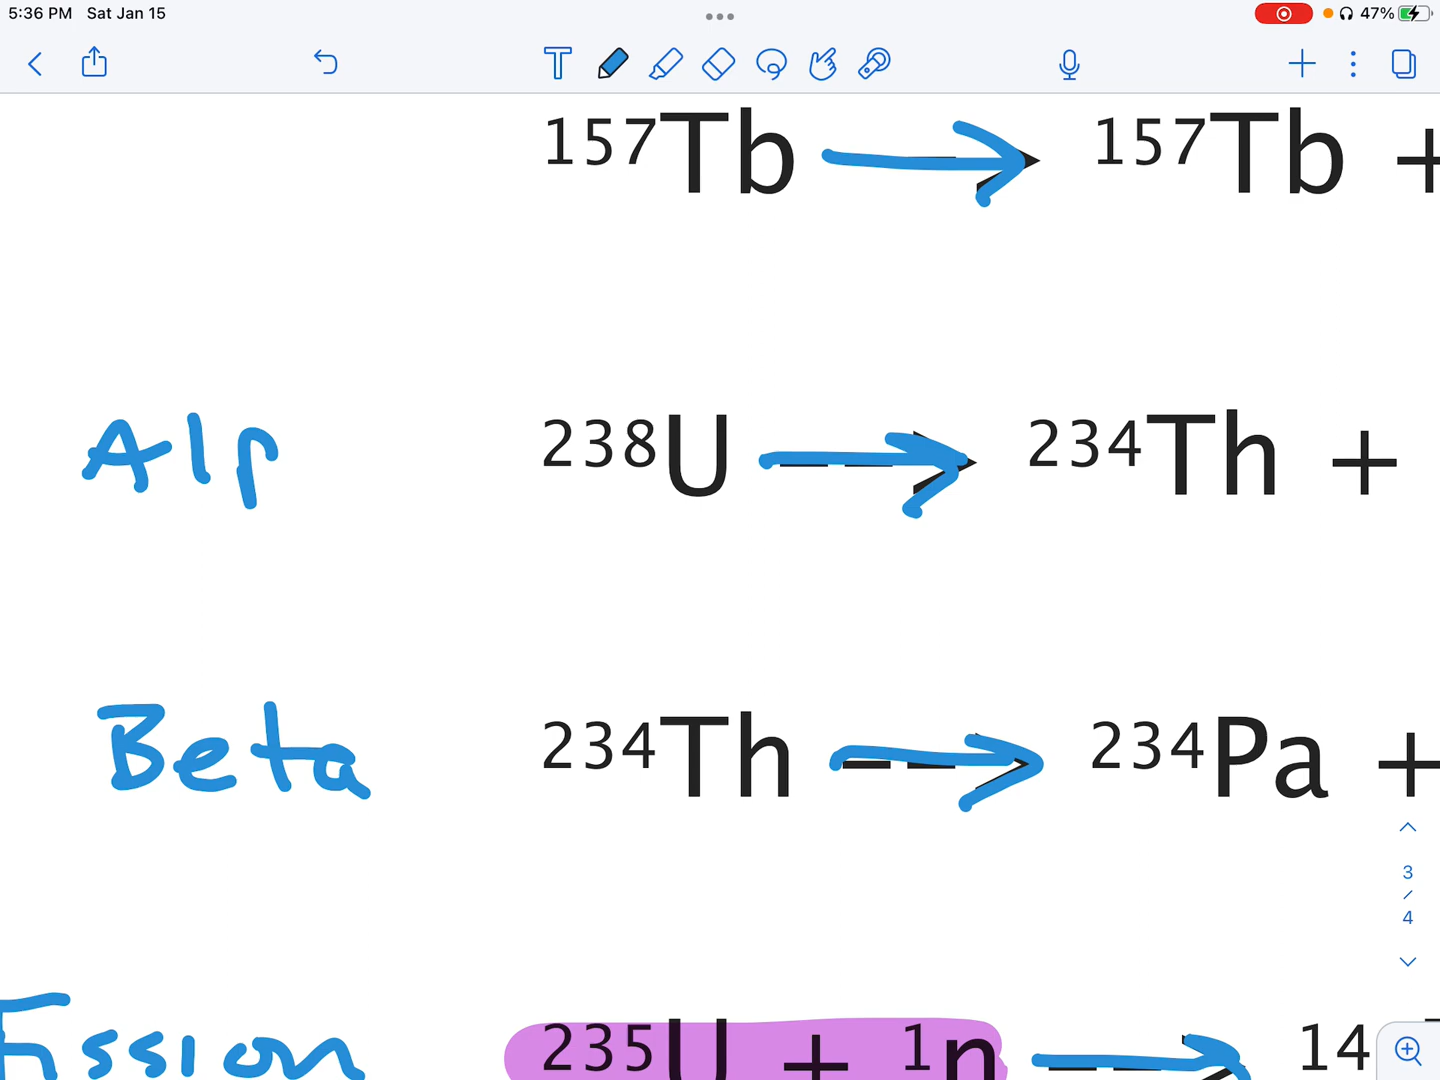 5:36 PM Sat Jan 15 47%
T
157Tb → 157Tb +
Alp 238U → 234Th +
Beta 234Th → 234Pa +
3
/
4
Fission 235U + 1n → 14